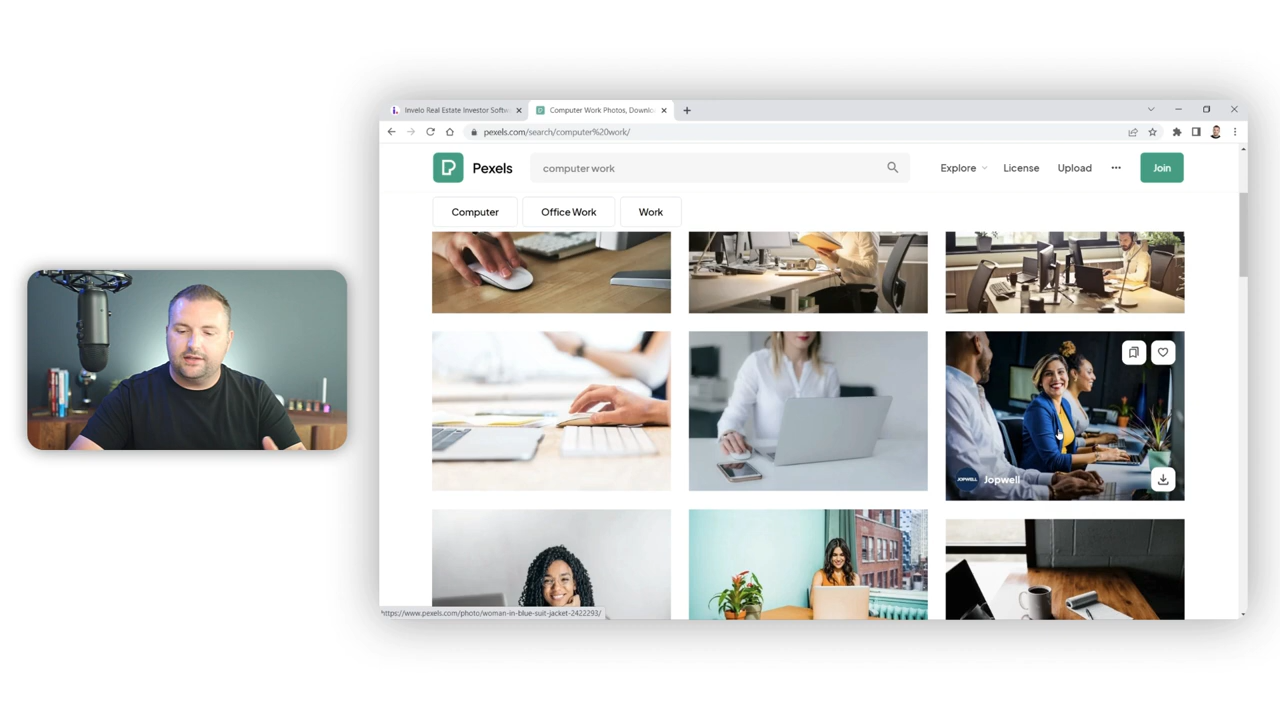 Invelo Real Estate Investor Softw
Computer Work Photos, Downlo
pexels.com/search/computer%20work/
Pexels
computer work
Explore
License
Upload
Join
Computer
Office Work
Work
JOPWELL
Jopwell
https://www.pexels.com/photo/woman-in-blue-suit-jacket-2422293/